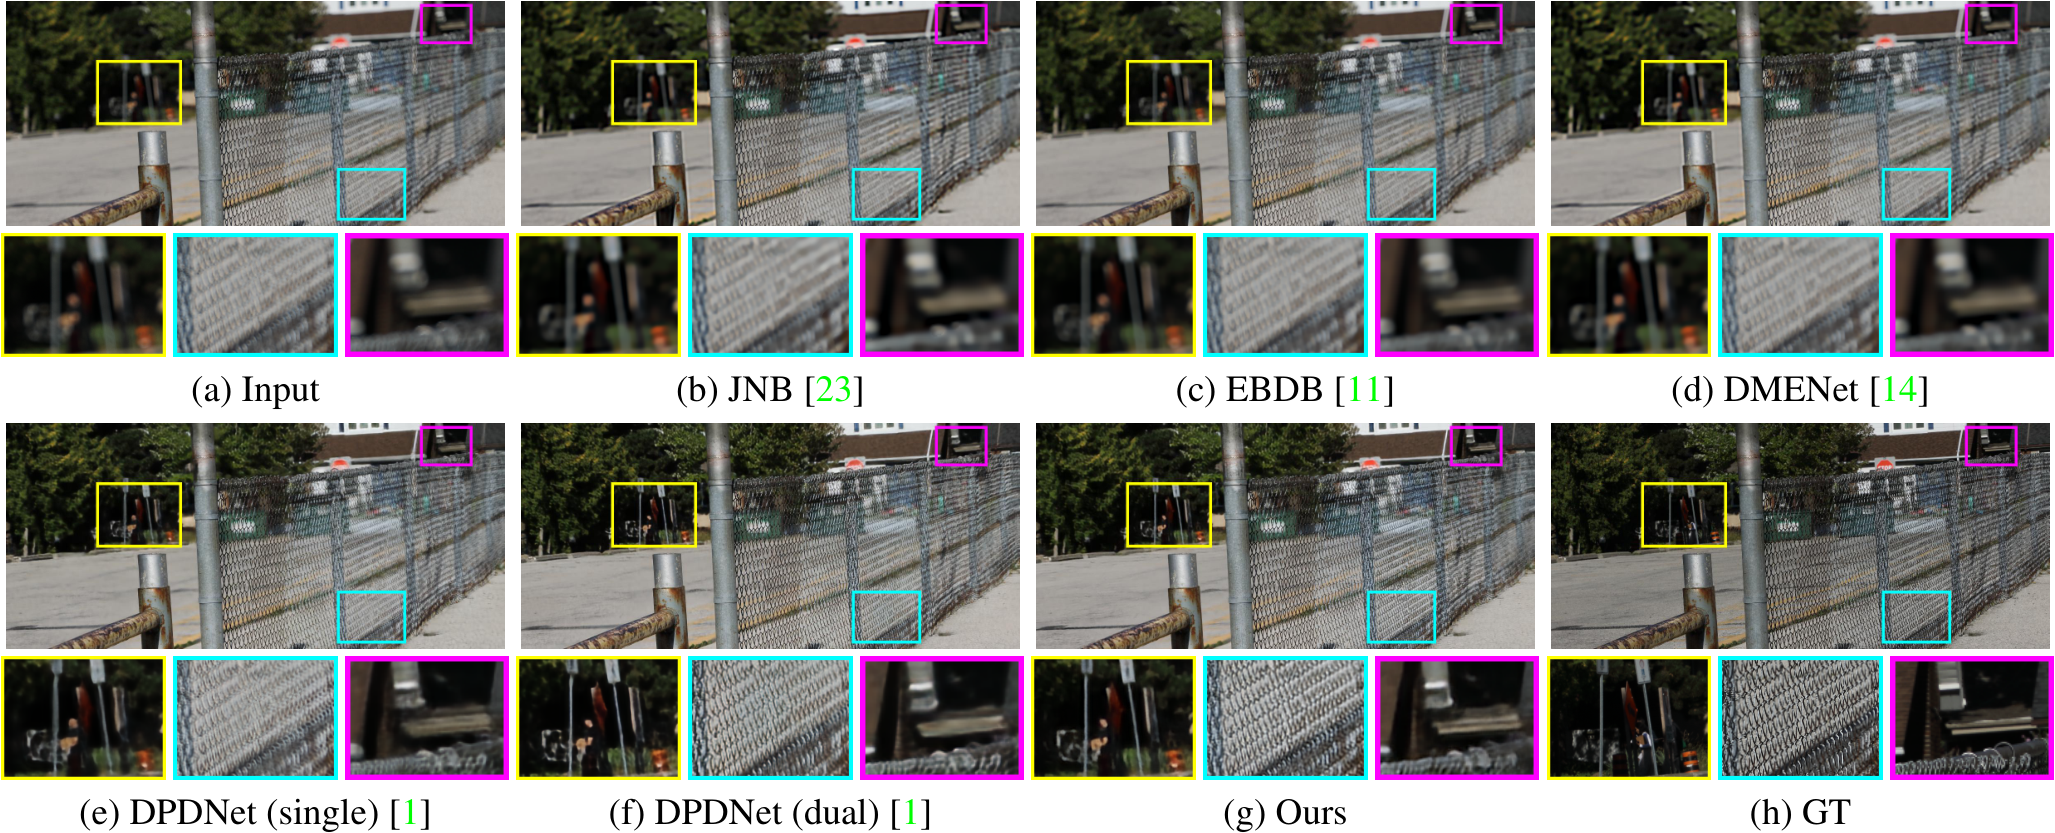 (a) Input
(b) JNB [23]
(c) EBDB [11]
(d) DMENet [14]
(e) DPDNet (single) [1]
(f) DPDNet (dual) [1]
(g) Ours
(h) GT